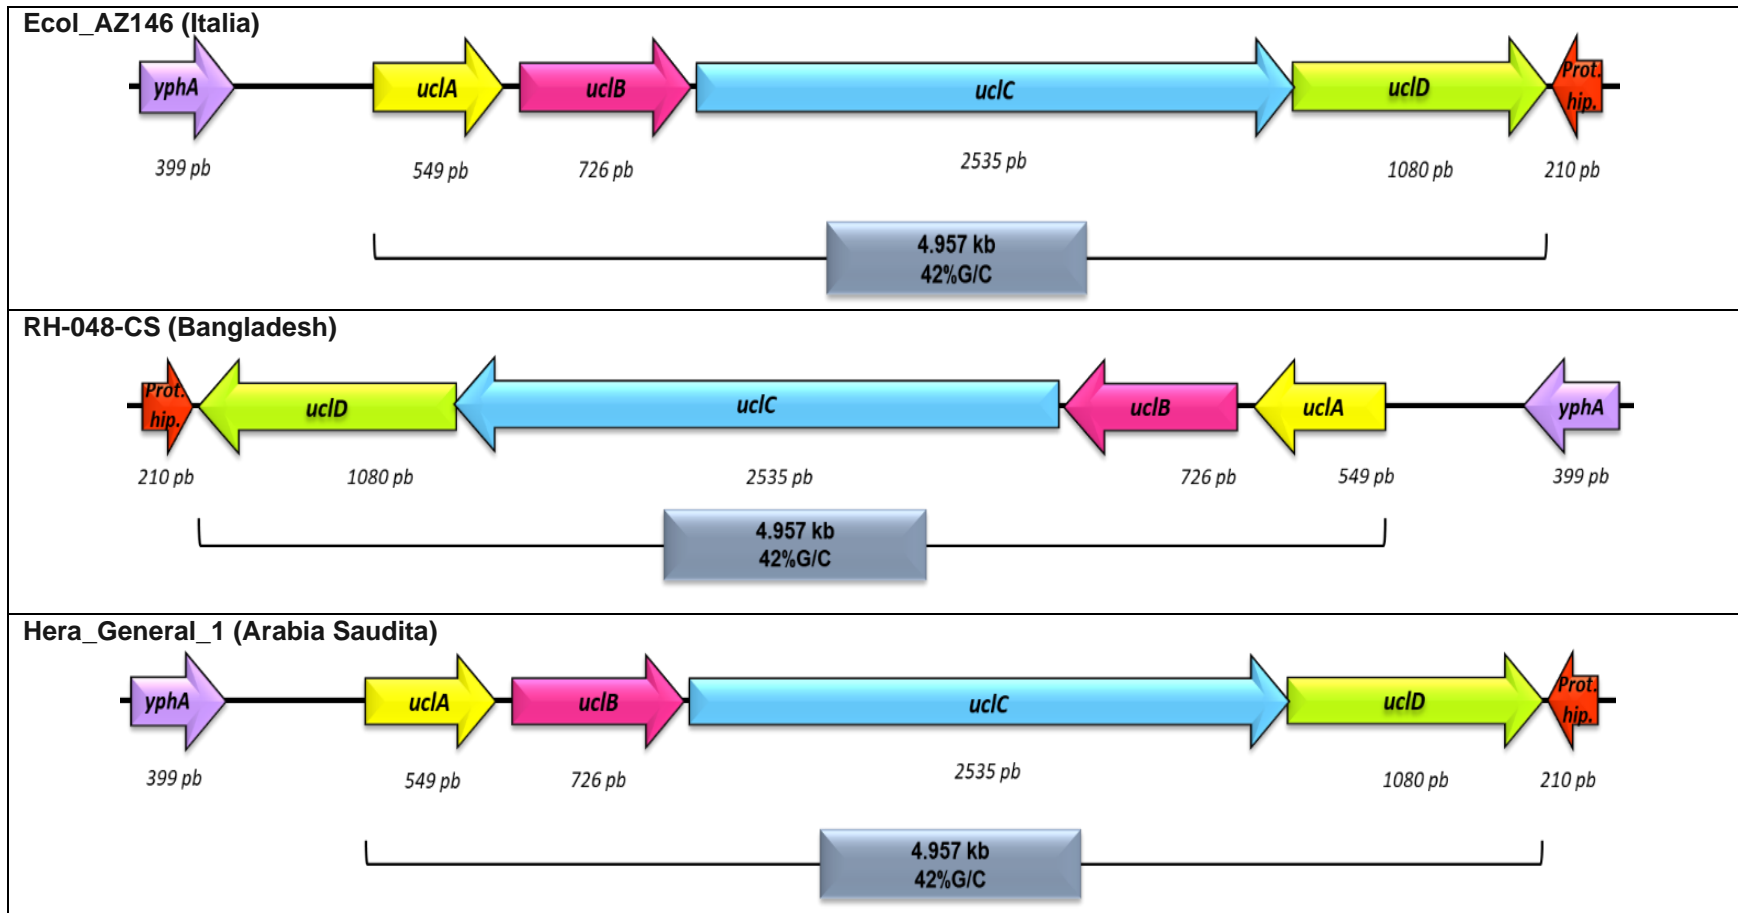 Ecol_AZ146 (Italia)
yphA
uclA
uclB
uclC
uclD
Prot.
hip.
399 pb
549 pb
726 pb
2535 pb
1080 pb
210 pb
4.957 kb
42%G/C
RH-048-CS (Bangladesh)
Prot.
hip.
uclD
uclC
uclB
uclA
yphA
210 pb
1080 pb
2535 pb
726 pb
549 pb
399 pb
4.957 kb
42%G/C
Hera_General_1 (Arabia Saudita)
yphA
uclA
uclB
uclC
uclD
Prot.
hip.
399 pb
549 pb
726 pb
2535 pb
1080 pb
210 pb
4.957 kb
42%G/C